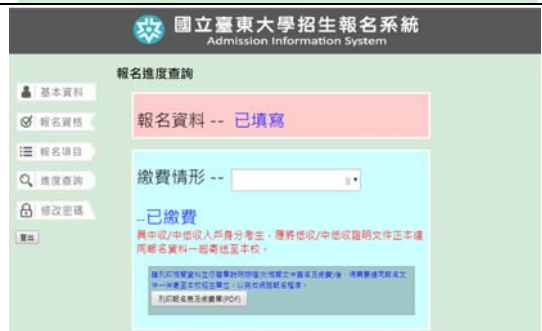 國立臺東大學招生報名系統
Admission Information System
報名進度查詢
基本資料
報名資格
報名項目
進度查詢
修改密碼
登出
報名資料 -- 已填寫
繳費情形 --
--已繳費
具中收/中低收入戶身分考生，應將低收/中低收證明文件正本連
同報名資料一起寄送至本校。
列印報名表及修費單(PDF)